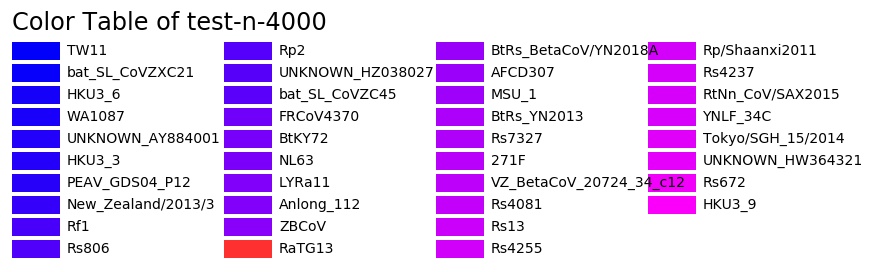 Color Table of test-n-4000
TW11
bat_SL_CoVZXC21
HKU3_6
WA1087
UNKNOWN_AY884001
HKU3_3
PEAV_GDS04_P12
New_Zealand/2013/3
Rf1
Rs806
Rp2
UNKNOWN_HZ038027
bat_SL_CoVZC45
FRCoV4370
BtKY72
NL63
LYRa11
Anlong_112
ZBCoV
RaTG13
BtRs_BetaCoV/YN2018A
AFCD307
MSU_1
BtRs_YN2013
Rs7327
271F
VZ_BetaCoV_20724_34_c12
Rs4081
Rs13
Rs4255
Rp/Shaanxi2011
Rs4237
RtNn_CoV/SAX2015
YNLF_34C
Tokyo/SGH_15/2014
UNKNOWN_HW364321
Rs672
HKU3_9